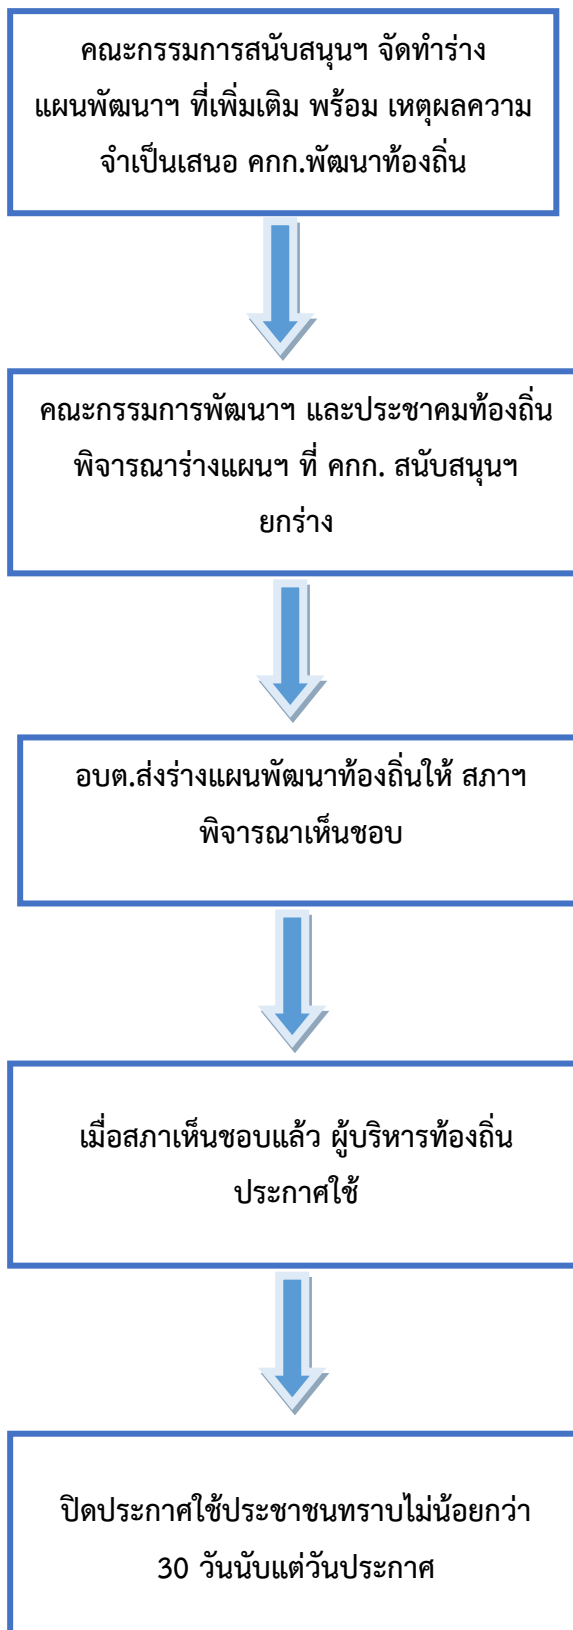 คณะกรรมการสนับสนุนฯ จัดทำร่าง
แผนพัฒนาฯ ที่เพิ่มเติม พร้อม เหตุผลความ
จำเป็นเสนอ คกก.พัฒนาท้องถิ่น
คณะกรรมการพัฒนาฯ และประชาคมท้องถิ่น
พิจารณาร่างแผนฯ ที่ คกก. สนับสนุนฯ
ยกร่าง
อบต.ส่งร่างแผนพัฒนาท้องถิ่นให้ สภาฯ
พิจารณาเห็นชอบ
เมื่อสภาเห็นชอบแล้ว ผู้บริหารท้องถิ่น
ประกาศใช้
ปิดประกาศใช้ประชาชนทราบไม่น้อยกว่า
30 วันนับแต่วันประกาศ